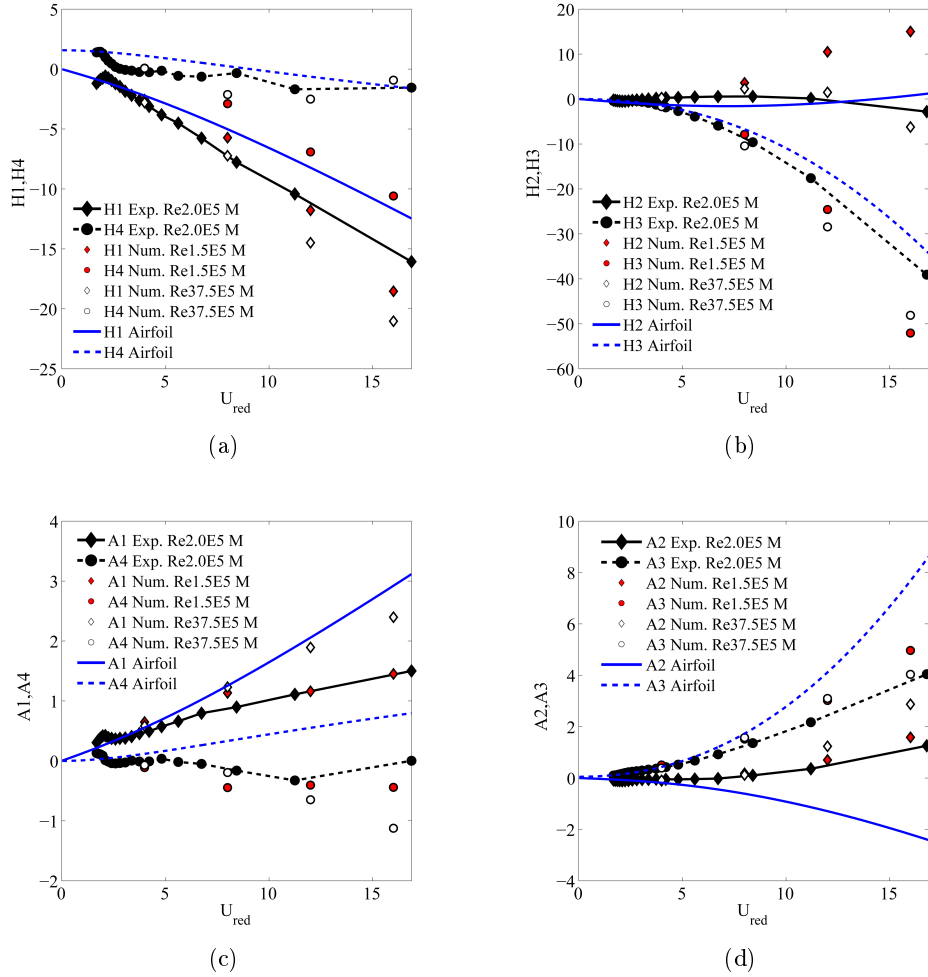 5
0
−5
−10
−15
−20
−25
H1,H4
H1 Exp. Re2.0E5 M
H4 Exp. Re2.0E5 M
H1 Num. Re1.5E5 M
H4 Num. Re1.5E5 M
H1 Num. Re37.5E5 M
H4 Num. Re37.5E5 M
H1 Airfoil
H4 Airfoil
0 5 10 15
U_red
(a)
20
10
0
−10
−20
−30
−40
−50
−60
H2,H3
H2 Exp. Re2.0E5 M
H3 Exp. Re2.0E5 M
H2 Num. Re1.5E5 M
H3 Num. Re1.5E5 M
H2 Num. Re37.5E5 M
H3 Num. Re37.5E5 M
H2 Airfoil
H3 Airfoil
0 5 10 15
U_red
(b)
4
3
2
1
0
−1
−2
A1,A4
A1 Exp. Re2.0E5 M
A4 Exp. Re2.0E5 M
A1 Num. Re1.5E5 M
A4 Num. Re1.5E5 M
A1 Num. Re37.5E5 M
A4 Num. Re37.5E5 M
A1 Airfoil
A4 Airfoil
0 5 10 15
U_red
(c)
10
8
6
4
2
0
−2
−4
A2,A3
A2 Exp. Re2.0E5 M
A3 Exp. Re2.0E5 M
A2 Num. Re1.5E5 M
A3 Num. Re1.5E5 M
A2 Num. Re37.5E5 M
A3 Num. Re37.5E5 M
A2 Airfoil
A3 Airfoil
0 5 10 15
U_red
(d)